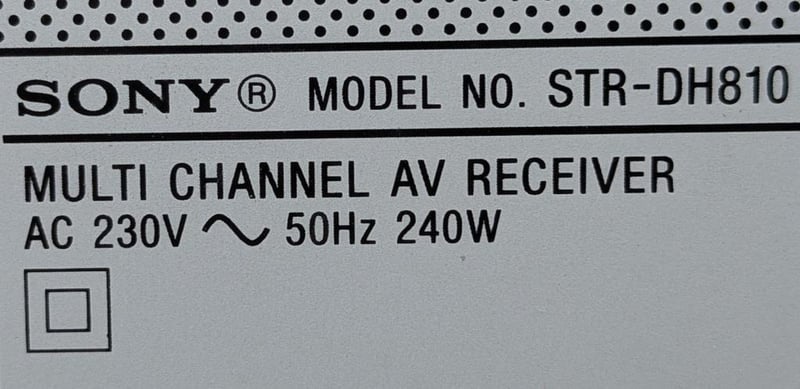 SONY® MODEL NO. STR-DH810
MULTI CHANNEL AV RECEIVER
AC 230V ~ 50Hz 240W